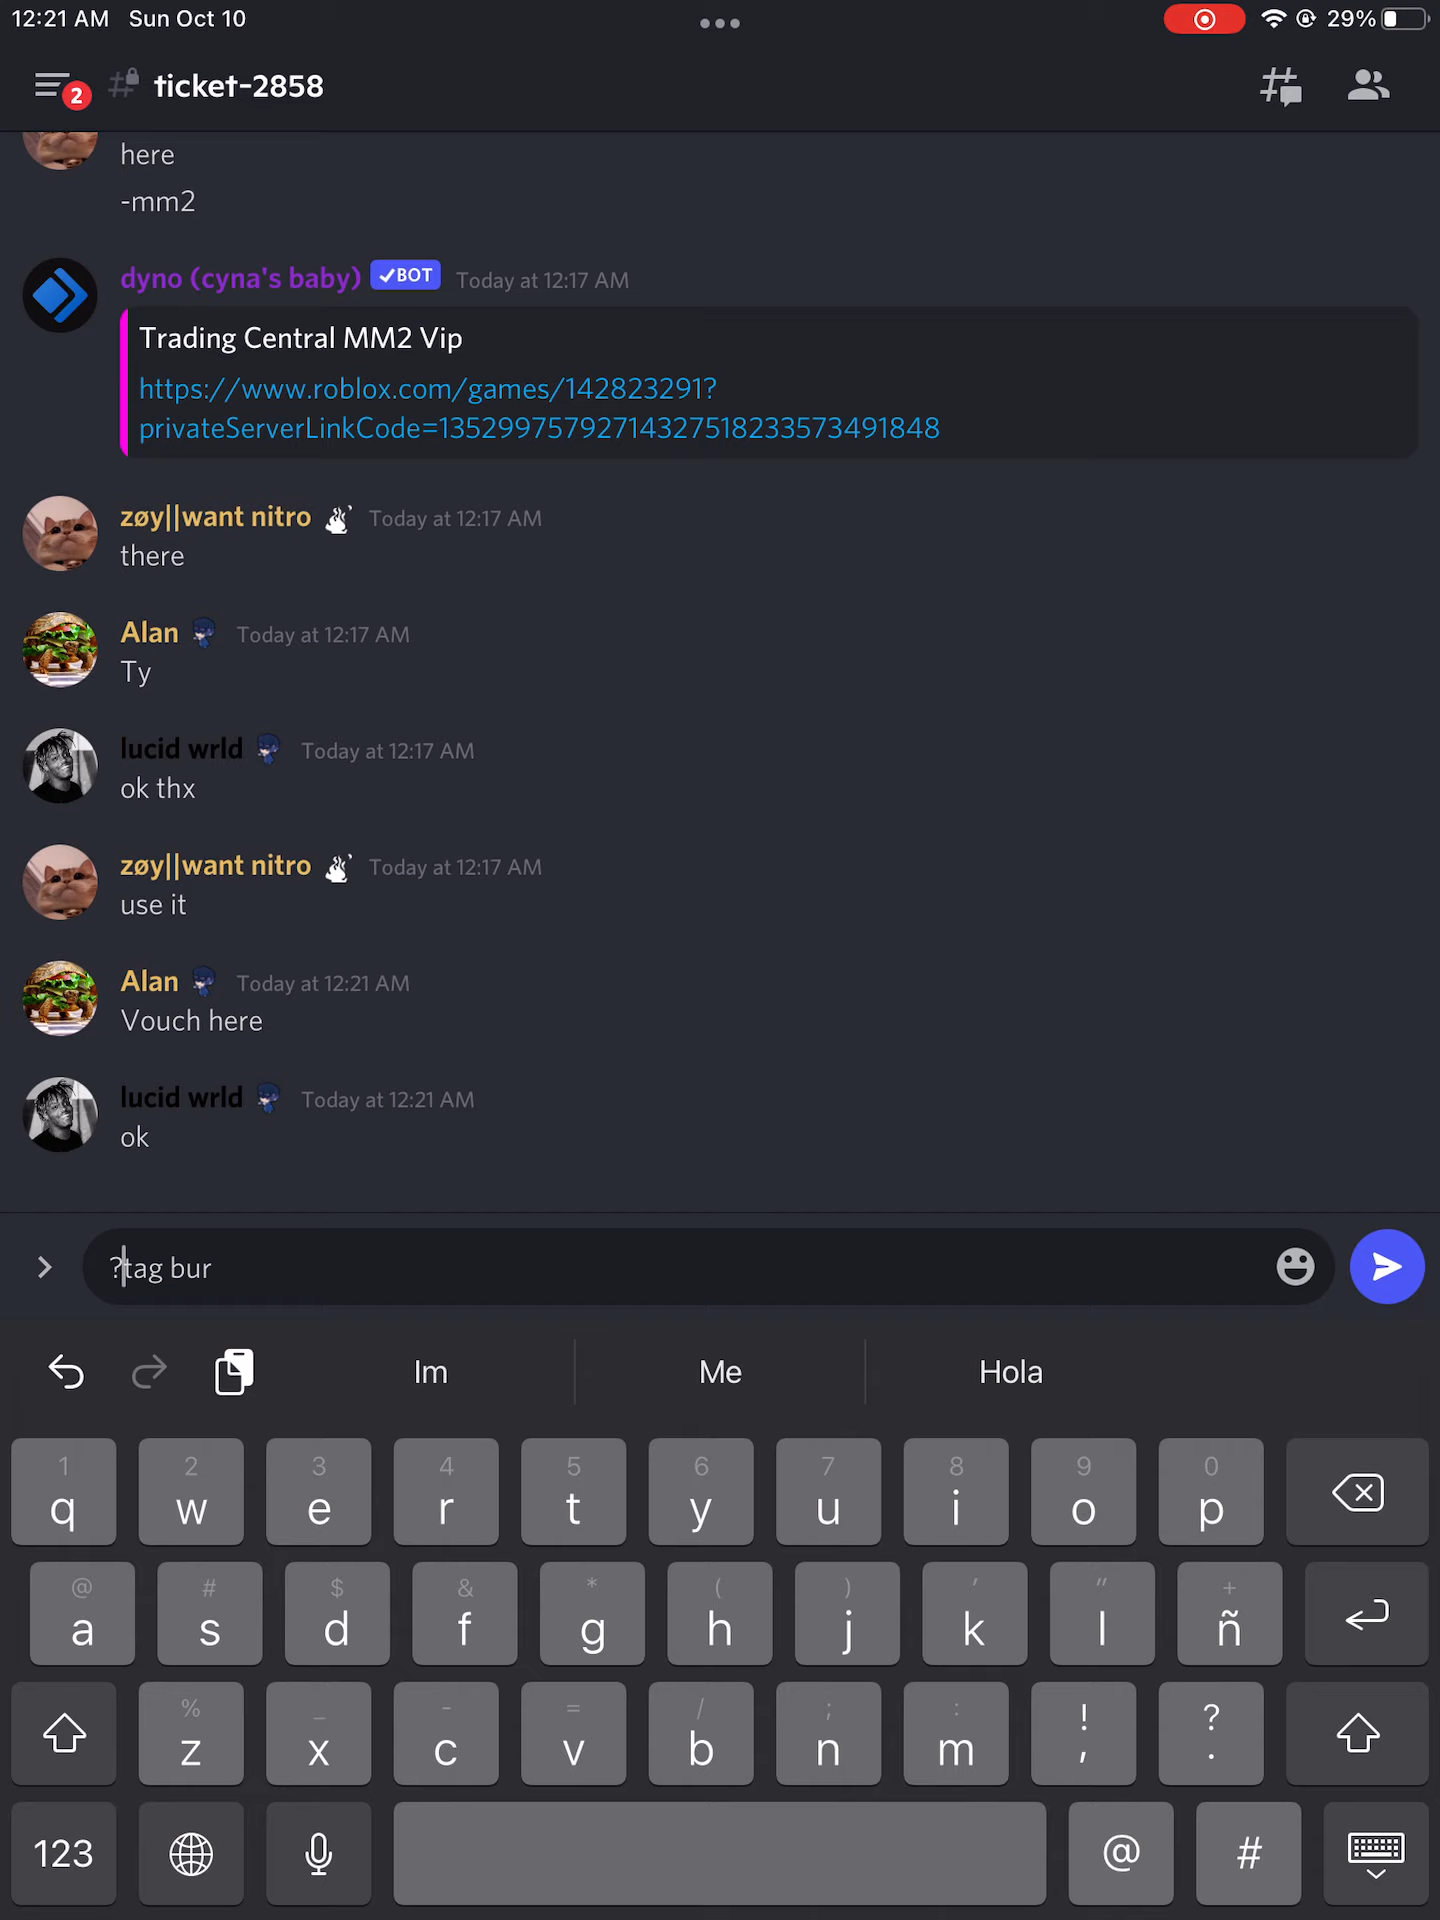 12:21 AM Sun Oct 10
29%
2
ticket-2858
here
-mm2
dyno (cyna's baby) BOT Today at 12:17 AM
Trading Central MM2 Vip
https://www.roblox.com/games/142823291?
privateServerLinkCode=13529975792714327518233573491848
zøy||want nitro Today at 12:17 AM
there
Alan Today at 12:17 AM
Ty
lucid wrld Today at 12:17 AM
ok thx
zøy||want nitro Today at 12:17 AM
use it
Alan Today at 12:21 AM
Vouch here
lucid wrld Today at 12:21 AM
ok
?tag bur
Im Me Hola
1 2 3 4 5 6 7 8 9 0
q w e r t y u i o p
@ # $ & * ( ) ' " +
a s d f g h j k l ñ
% _ - = / ; : ! ?
z x c v b n m , .
123 @ #